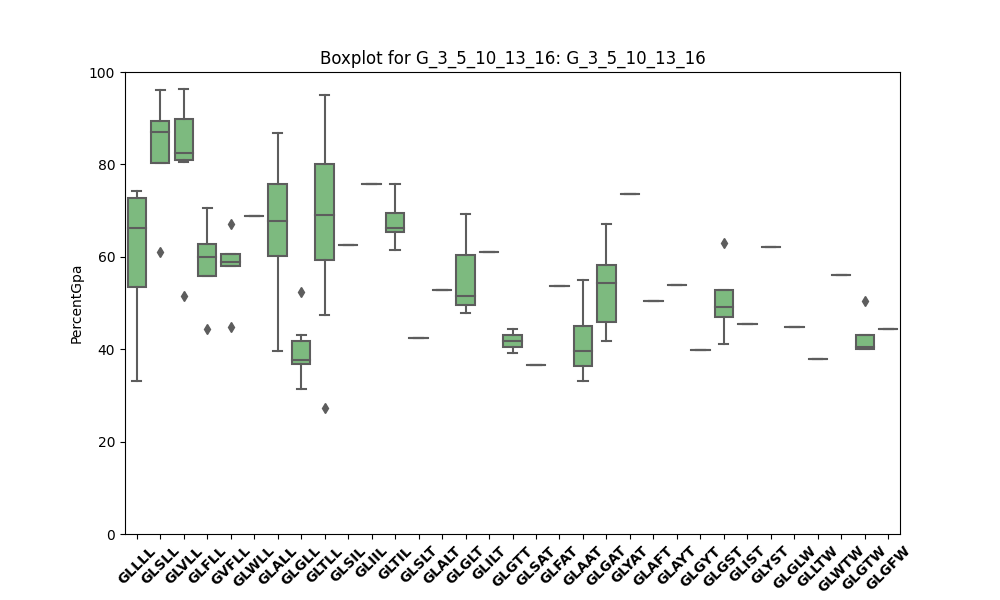 Boxplot for G_3_5_10_13_16: G_3_5_10_13_16
100
80
60
40
20
0
PercentGpa
GLLLL
GLSLL
GLVLL
GLFLL
GVFLL
GLWLL
GLALL
GLGLL
GLTLL
GLSIL
GLIIL
GLTIL
GLSLT
GLALT
GLGLT
GLILT
GLGTT
GLSAT
GLFAT
GLAAT
GLGAT
GLYAT
GLAFT
GLAYT
GLGYT
GLGST
GLIST
GLYST
GLGLW
GLLTW
GLWTW
GLGTW
GLGFW